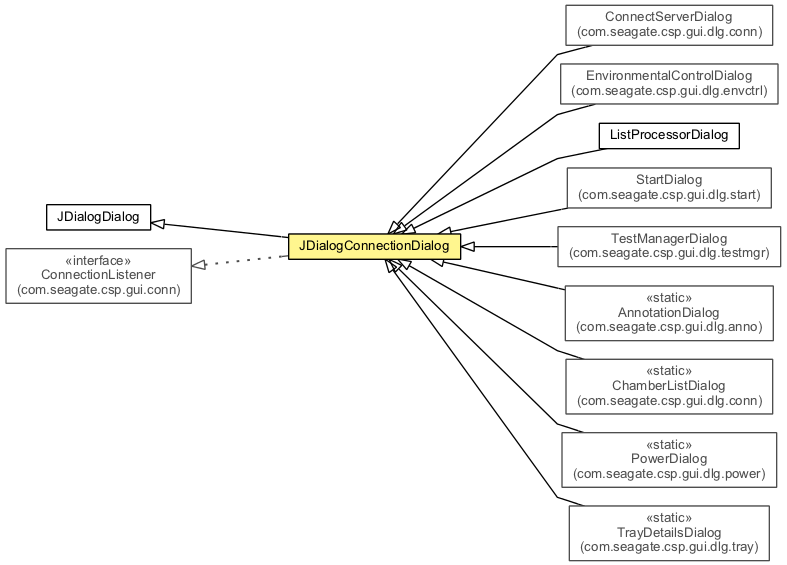 ConnectServerDialog
(com.seagate.csp.gui.dlg.conn)
EnvironmentalControlDialog
(com.seagate.csp.gui.dlg.envctrl)
ListProcessorDialog
StartDialog
(com.seagate.csp.gui.dlg.start)
JDialogDialog
JDialogConnectionDialog
TestManagerDialog
(com.seagate.csp.gui.dlg.testmgr)
«interface»
ConnectionListener
(com.seagate.csp.gui.conn)
«static»
AnnotationDialog
(com.seagate.csp.gui.dlg.anno)
«static»
ChamberListDialog
(com.seagate.csp.gui.dlg.conn)
«static»
PowerDialog
(com.seagate.csp.gui.dlg.power)
«static»
TrayDetailsDialog
(com.seagate.csp.gui.dlg.tray)